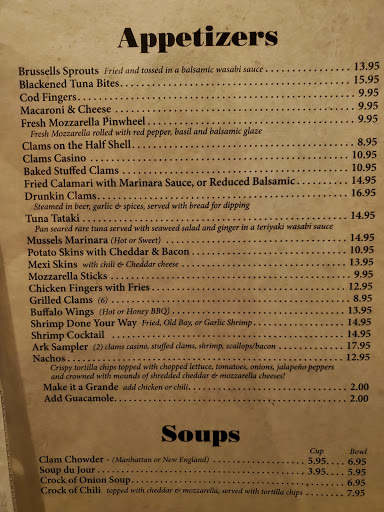 Appetizers
Brussells Sprouts Fried and tossed in a balsamic wasabi sauce 13.95
Blackened Tuna Bites 15.95
Cod Fingers 9.95
Macaroni & Cheese 9.95
Fresh Mozzarella Pinwheel 9.95
Fresh Mozzarella rolled with red pepper, basil and balsamic glaze
Clams on the Half Shell 8.95
Clams Casino 10.95
Baked Stuffed Clams 10.95
Fried Calamari with Marinara Sauce, or Reduced Balsamic 14.95
Drunkin Clams 16.95
Steamed in beer, garlic & spices, served with bread for dipping
Tuna Tataki 14.95
Pan seared rare tuna served with seaweed salad and ginger in a teriyaki wasabi sauce
Mussels Marinara (Hot or Sweet) 14.95
Potato Skins with Cheddar & Bacon 10.95
Mexi Skins with chili & Cheddar cheese 13.95
Mozzarella Sticks 9.95
Chicken Fingers with Fries 12.95
Grilled Clams (6) 8.95
Buffalo Wings (Hot or Honey BBQ) 13.95
Shrimp Done Your Way Fried, Old Bay, or Garlic Shrimp 14.95
Shrimp Cocktail 14.95
Ark Sampler (2) clams casino, stuffed clams, shrimp, scallops/bacon 17.95
Nachos 12.95
Crispy tortilla chips topped with chopped lettuce, tomatoes, onions, jalapeño peppers
and crowned with mounds of shredded cheddar & mozzarella cheeses!
Make it a Grande add chicken or chili 2.00
Add Guacamole 2.00
Soups
Cup Bowl
Clam Chowder - (Manhattan or New England) 5.95 6.95
Soup du Jour 3.95 5.95
Crock of Onion Soup 6.95
Crock of Chili topped with cheddar & mozzarella, served with tortilla chips 7.95